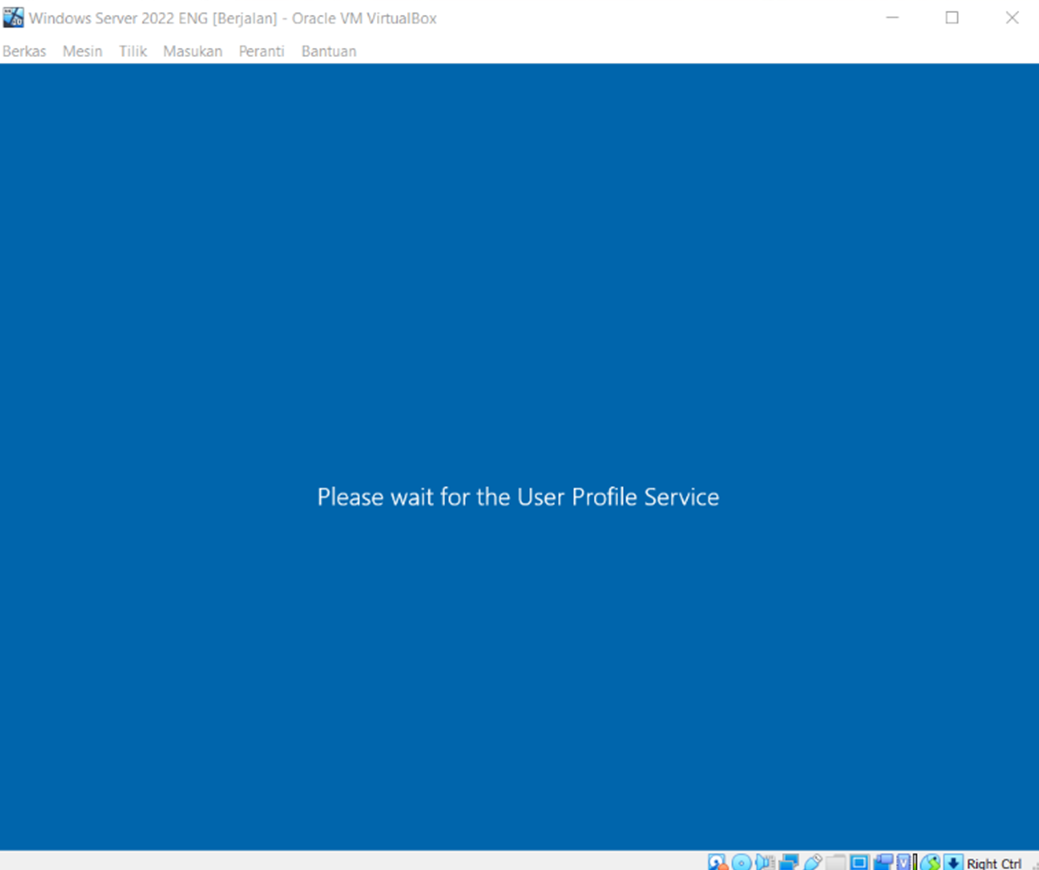 Windows Server 2022 ENG [Berjalan] - Oracle VM VirtualBox
Berkas Mesin Tilik Masukan Peranti Bantuan
Please wait for the User Profile Service
Right Ctrl